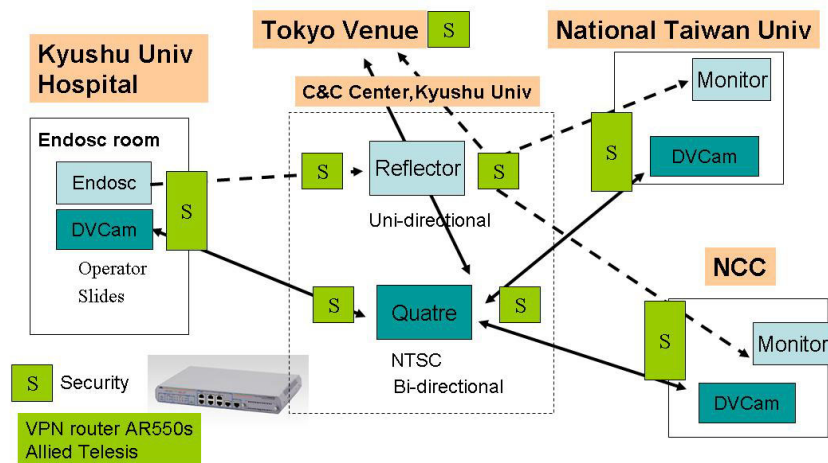 Tokyo Venue
S
National Taiwan Univ
Kyushu Univ
Hospital
C&C Center,Kyushu Univ
Monitor
Endosc room
S
DVCam
Endosc
S
S
Reflector
S
DVCam
Uni-directional
Operator
Slides
NCC
S
Quatre
S
S
Monitor
NTSC
Bi-directional
S
Security
DVCam
VPN router AR550s
Allied Telesis